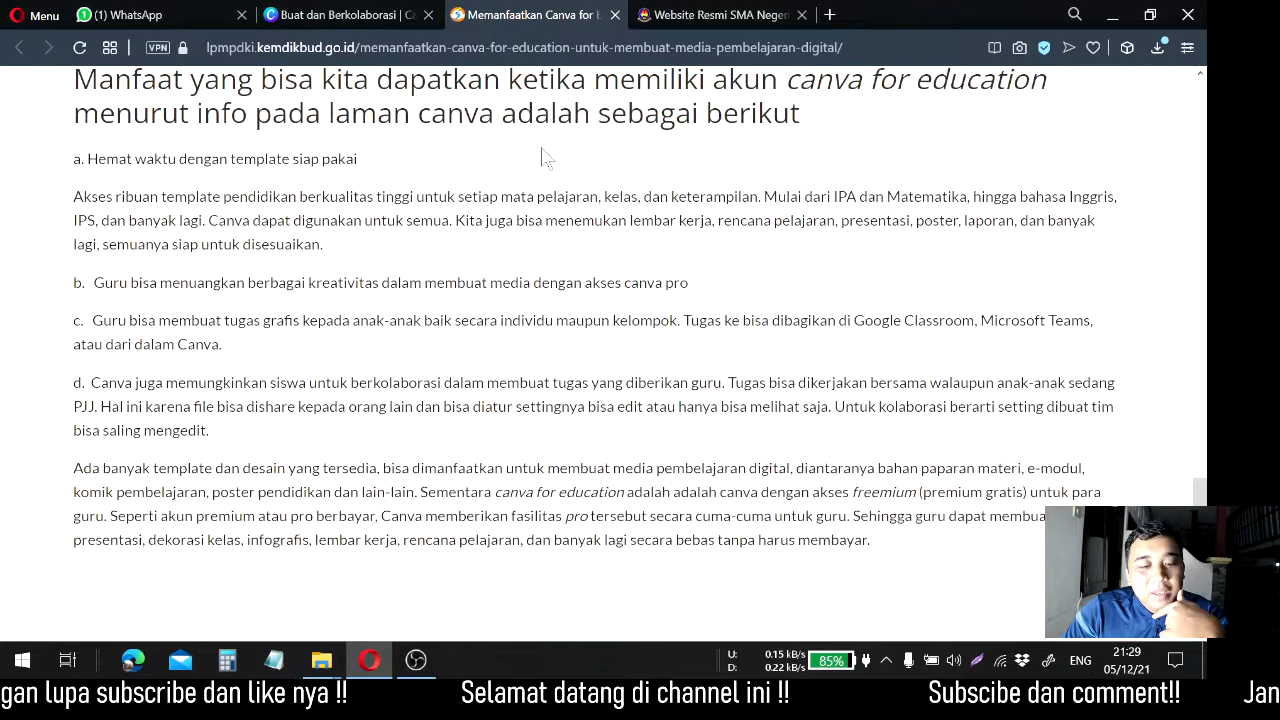 Menu
(1) WhatsApp
Buat dan Berkolaborasi | Ca
Memanfaatkan Canva for E
Website Resmi SMA Negeri
VPN
lpmpdki.kemdikbud.go.id/memanfaatkan-canva-for-education-untuk-membuat-media-pembelajaran-digital/
Manfaat yang bisa kita dapatkan ketika memiliki akun canva for education
menurut info pada laman canva adalah sebagai berikut
a. Hemat waktu dengan template siap pakai
Akses ribuan template pendidikan berkualitas tinggi untuk setiap mata pelajaran, kelas, dan keterampilan. Mulai dari IPA dan Matematika, hingga bahasa Inggris,
IPS, dan banyak lagi. Canva dapat digunakan untuk semua. Kita juga bisa menemukan lembar kerja, rencana pelajaran, presentasi, poster, laporan, dan banyak
lagi, semuanya siap untuk disesuaikan.
b. Guru bisa menuangkan berbagai kreativitas dalam membuat media dengan akses canva pro
c. Guru bisa membuat tugas grafis kepada anak-anak baik secara individu maupun kelompok. Tugas ke bisa dibagikan di Google Classroom, Microsoft Teams,
atau dari dalam Canva.
d. Canva juga memungkinkan siswa untuk berkolaborasi dalam membuat tugas yang diberikan guru. Tugas bisa dikerjakan bersama walaupun anak-anak sedang
PJJ. Hal ini karena file bisa dishare kepada orang lain dan bisa diatur settingnya bisa edit atau hanya bisa melihat saja. Untuk kolaborasi berarti setting dibuat tim
bisa saling mengedit.
Ada banyak template dan desain yang tersedia, bisa dimanfaatkan untuk membuat media pembelajaran digital, diantaranya bahan paparan materi, e-modul,
komik pembelajaran, poster pendidikan dan lain-lain. Sementara canva for education adalah adalah canva dengan akses freemium (premium gratis) untuk para
guru. Seperti akun premium atau pro berbayar, Canva memberikan fasilitas pro tersebut secara cuma-cuma untuk guru. Sehingga guru dapat membua
presentasi, dekorasi kelas, infografis, lembar kerja, rencana pelajaran, dan banyak lagi secara bebas tanpa harus membayar.
U: 0.15 kB/s
D: 0.22 kB/s
85%
ENG
21:29
05/12/21
gan lupa subscribe dan like nya !! Selamat datang di channel ini !! Subscibe dan comment!! Jan